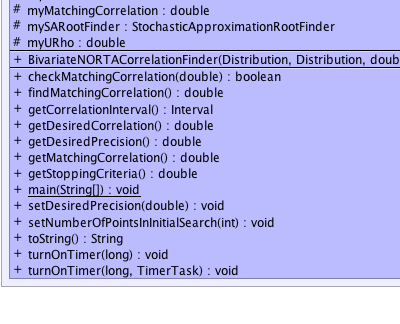 # myMatchingCorrelation : double
# mySARootFinder : StochasticApproximationRootFinder
# myURho : double
+ BivariateNORTACorrelationFinder(Distribution, Distribution, doub
+ checkMatchingCorrelation(double) : boolean
+ findMatchingCorrelation() : double
+ getCorrelationInterval() : Interval
+ getDesiredCorrelation() : double
+ getDesiredPrecision() : double
+ getMatchingCorrelation() : double
+ getStoppingCriteria() : double
+ main(String[]) : void
+ setDesiredPrecision(double) : void
+ setNumberOfPointsInInitialSearch(int) : void
+ toString() : String
+ turnOnTimer(long) : void
+ turnOnTimer(long, TimerTask) : void